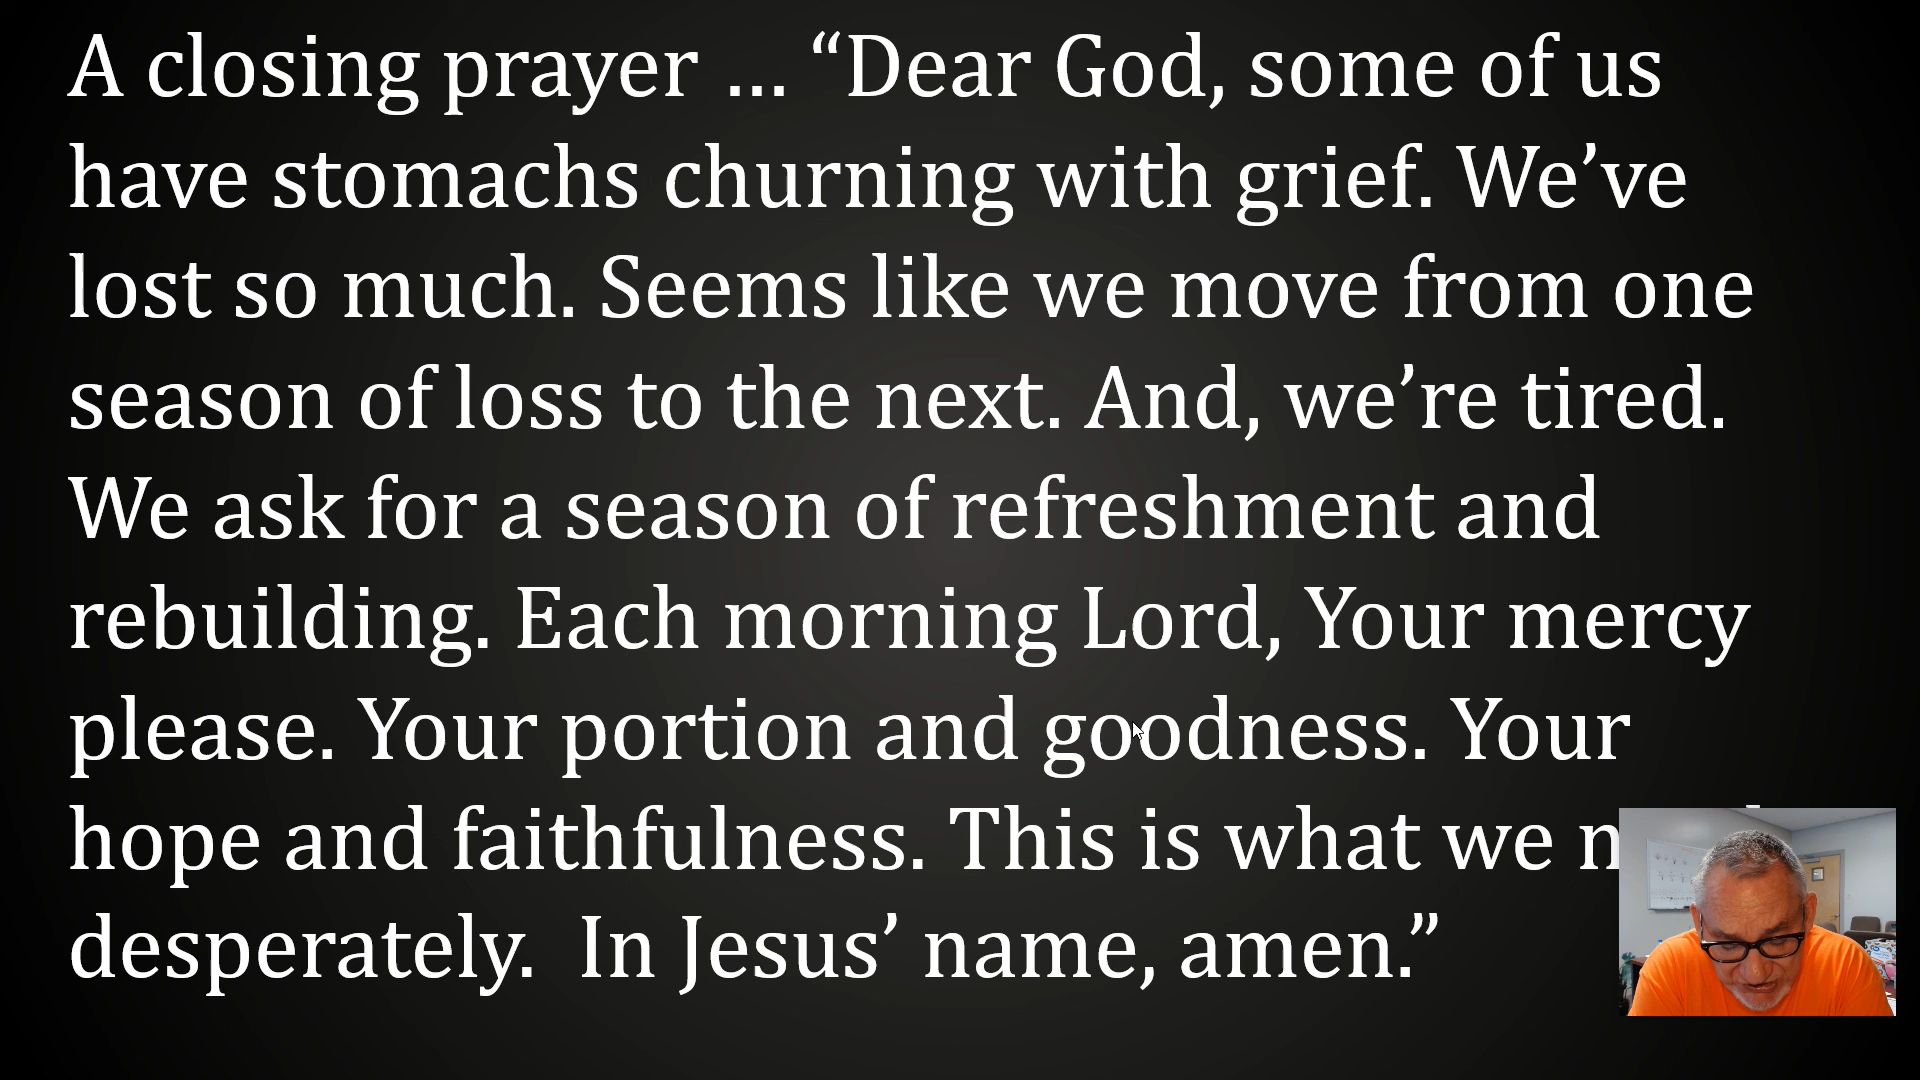 A closing prayer … “Dear God, some of us
have stomachs churning with grief. We’ve
lost so much. Seems like we move from one
season of loss to the next. And, we’re tired.
We ask for a season of refreshment and
rebuilding. Each morning Lord, Your mercy
please. Your portion and goodness. Your
hope and faithfulness. This is what we
desperately.  In Jesus’ name, amen.”